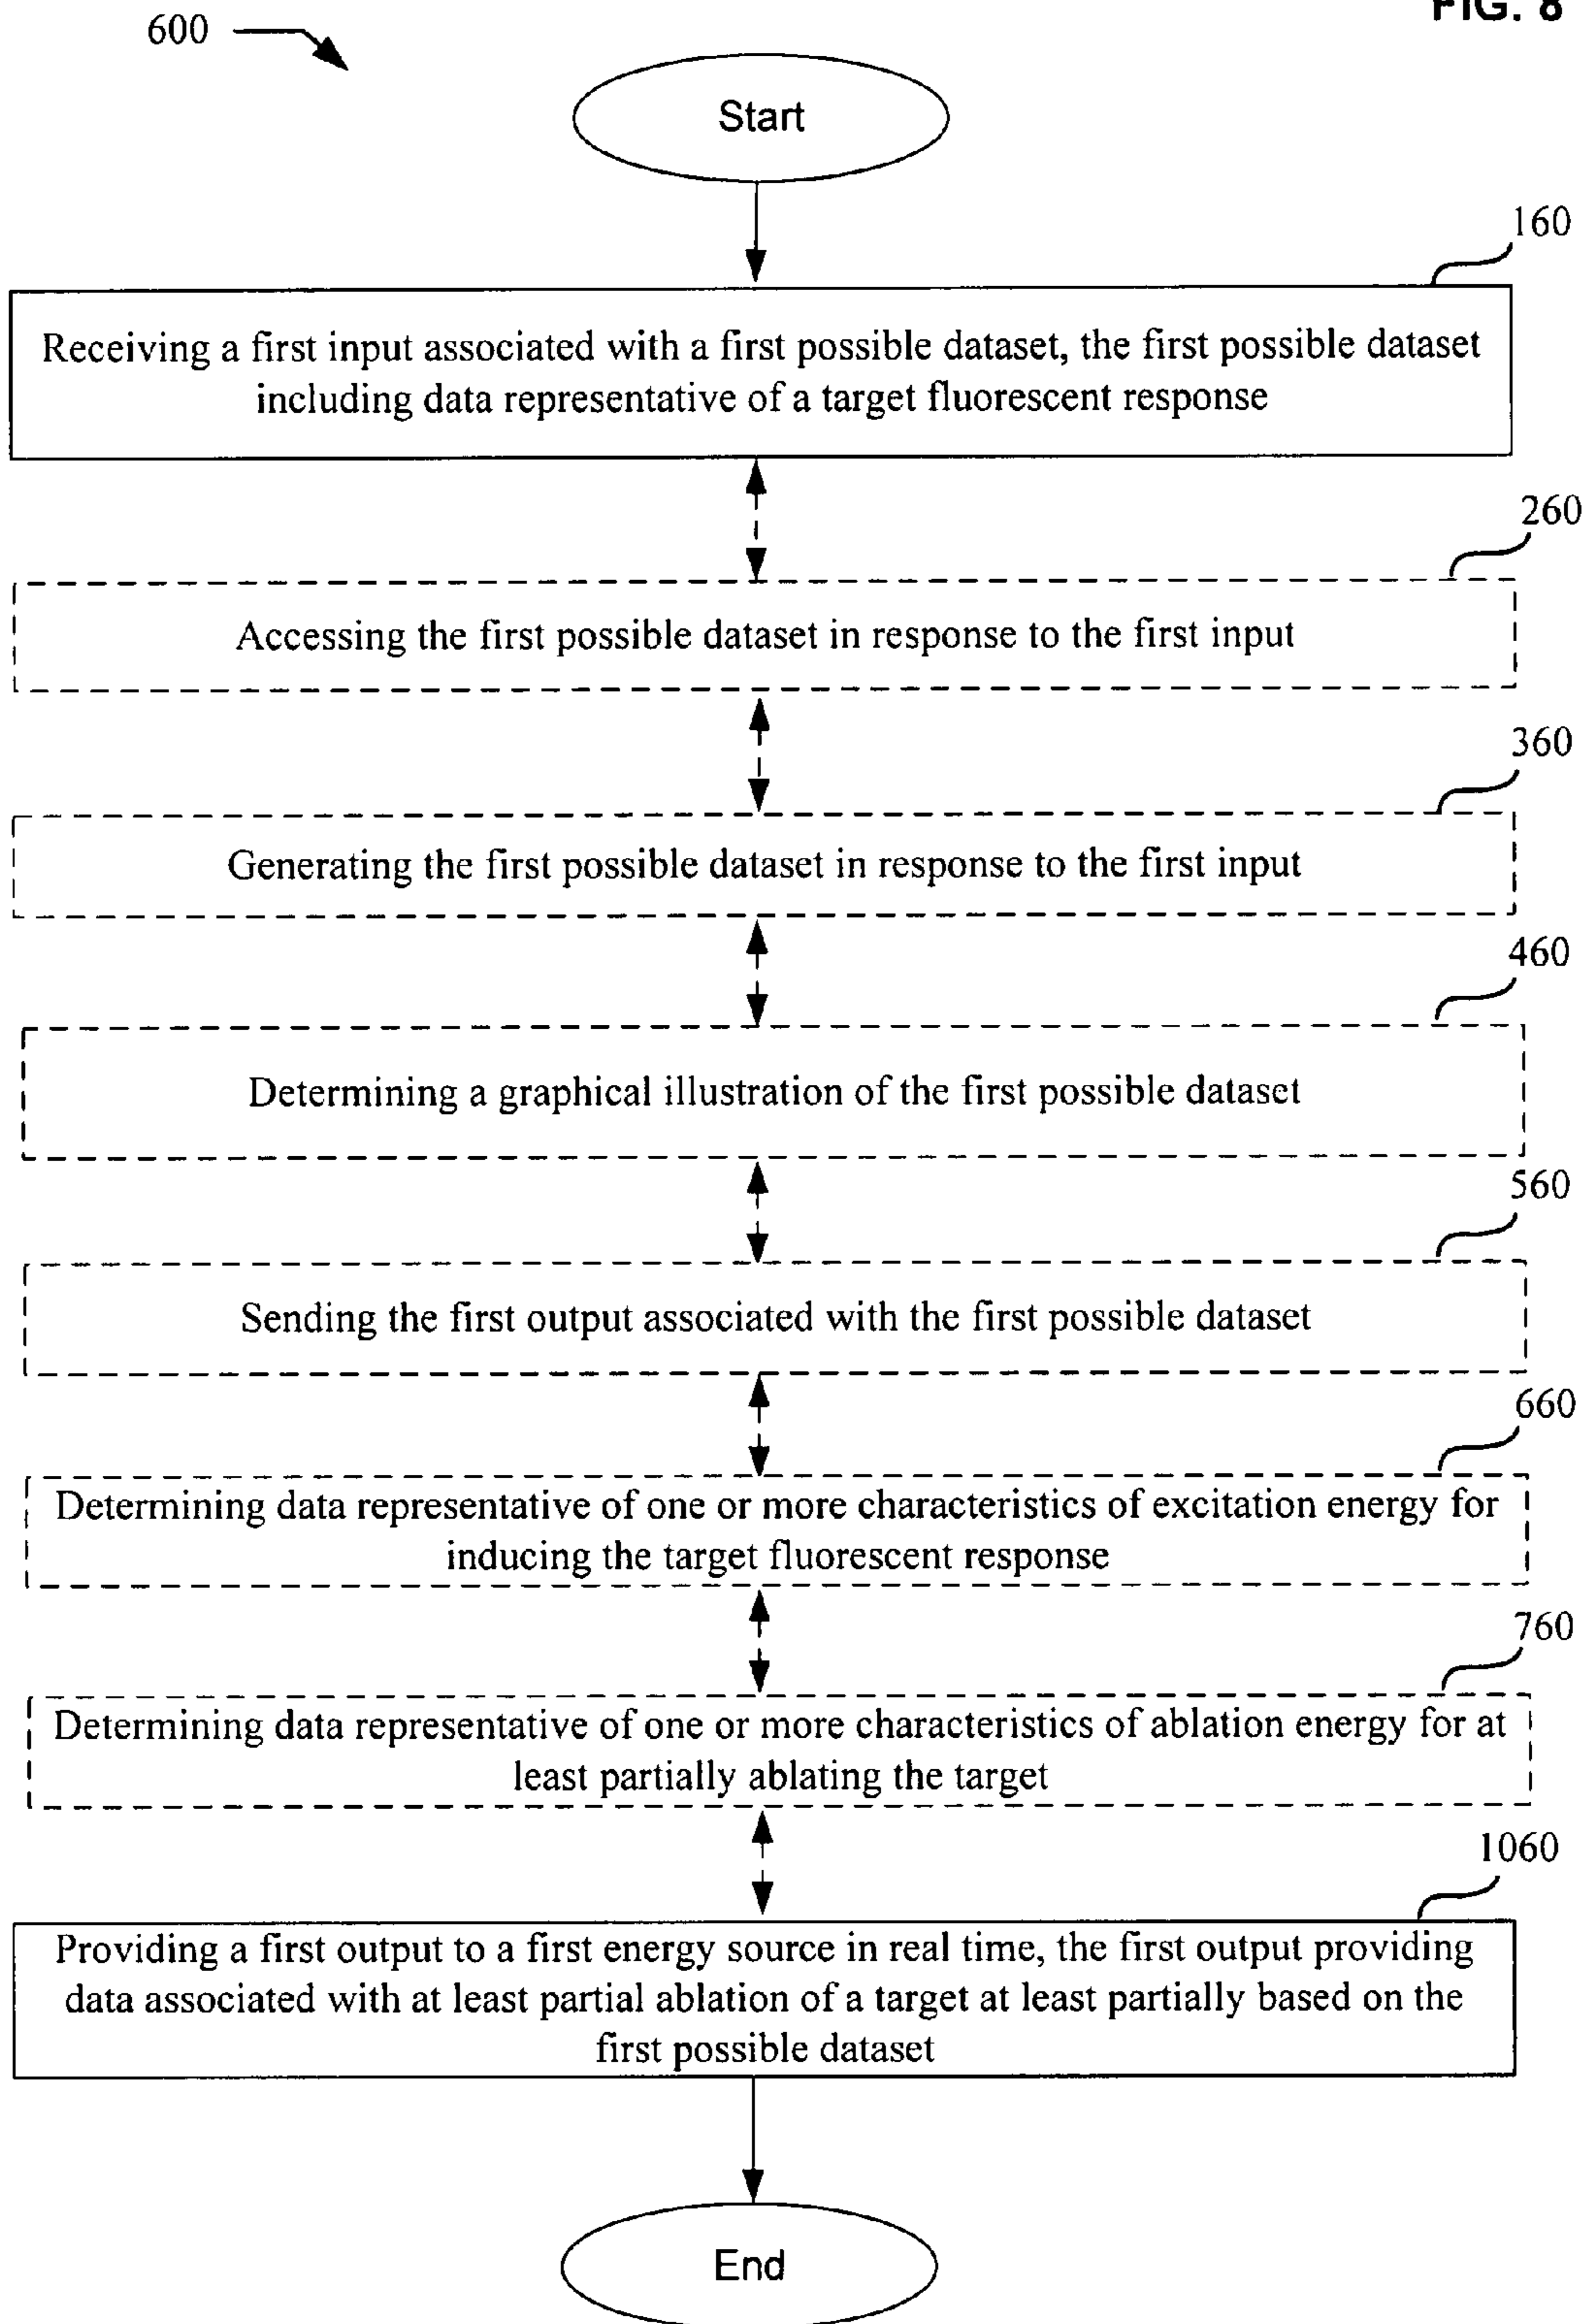 FIG. 8
600
Start
160
Receiving a first input associated with a first possible dataset, the first possible dataset
including data representative of a target fluorescent response
260
Accessing the first possible dataset in response to the first input
360
Generating the first possible dataset in response to the first input
460
Determining a graphical illustration of the first possible dataset
560
Sending the first output associated with the first possible dataset
660
Determining data representative of one or more characteristics of excitation energy for
inducing the target fluorescent response
760
Determining data representative of one or more characteristics of ablation energy for at
least partially ablating the target
1060
Providing a first output to a first energy source in real time, the first output providing
data associated with at least partial ablation of a target at least partially based on the
first possible dataset
End